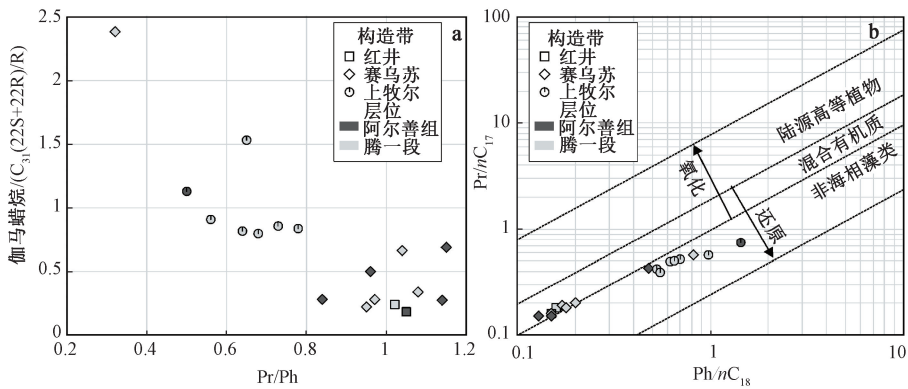 2.5
2
1.5
1
0.5
0
0.2
0.4
0.6
0.8
1
1.2
Pr/Ph
伽马蜡烷/(C31(22S+22R)/R)
a
构造带
红井
赛乌苏
上牧尔
层位
阿尔善组
腾一段
100
10
1
0.1
0.1
1
10
Ph/nC18
Pr/nC17
b
构造带
红井
赛乌苏
上牧尔
层位
阿尔善组
腾一段
陆源高等植物
混合有机质
非海相藻类
氧化
还原